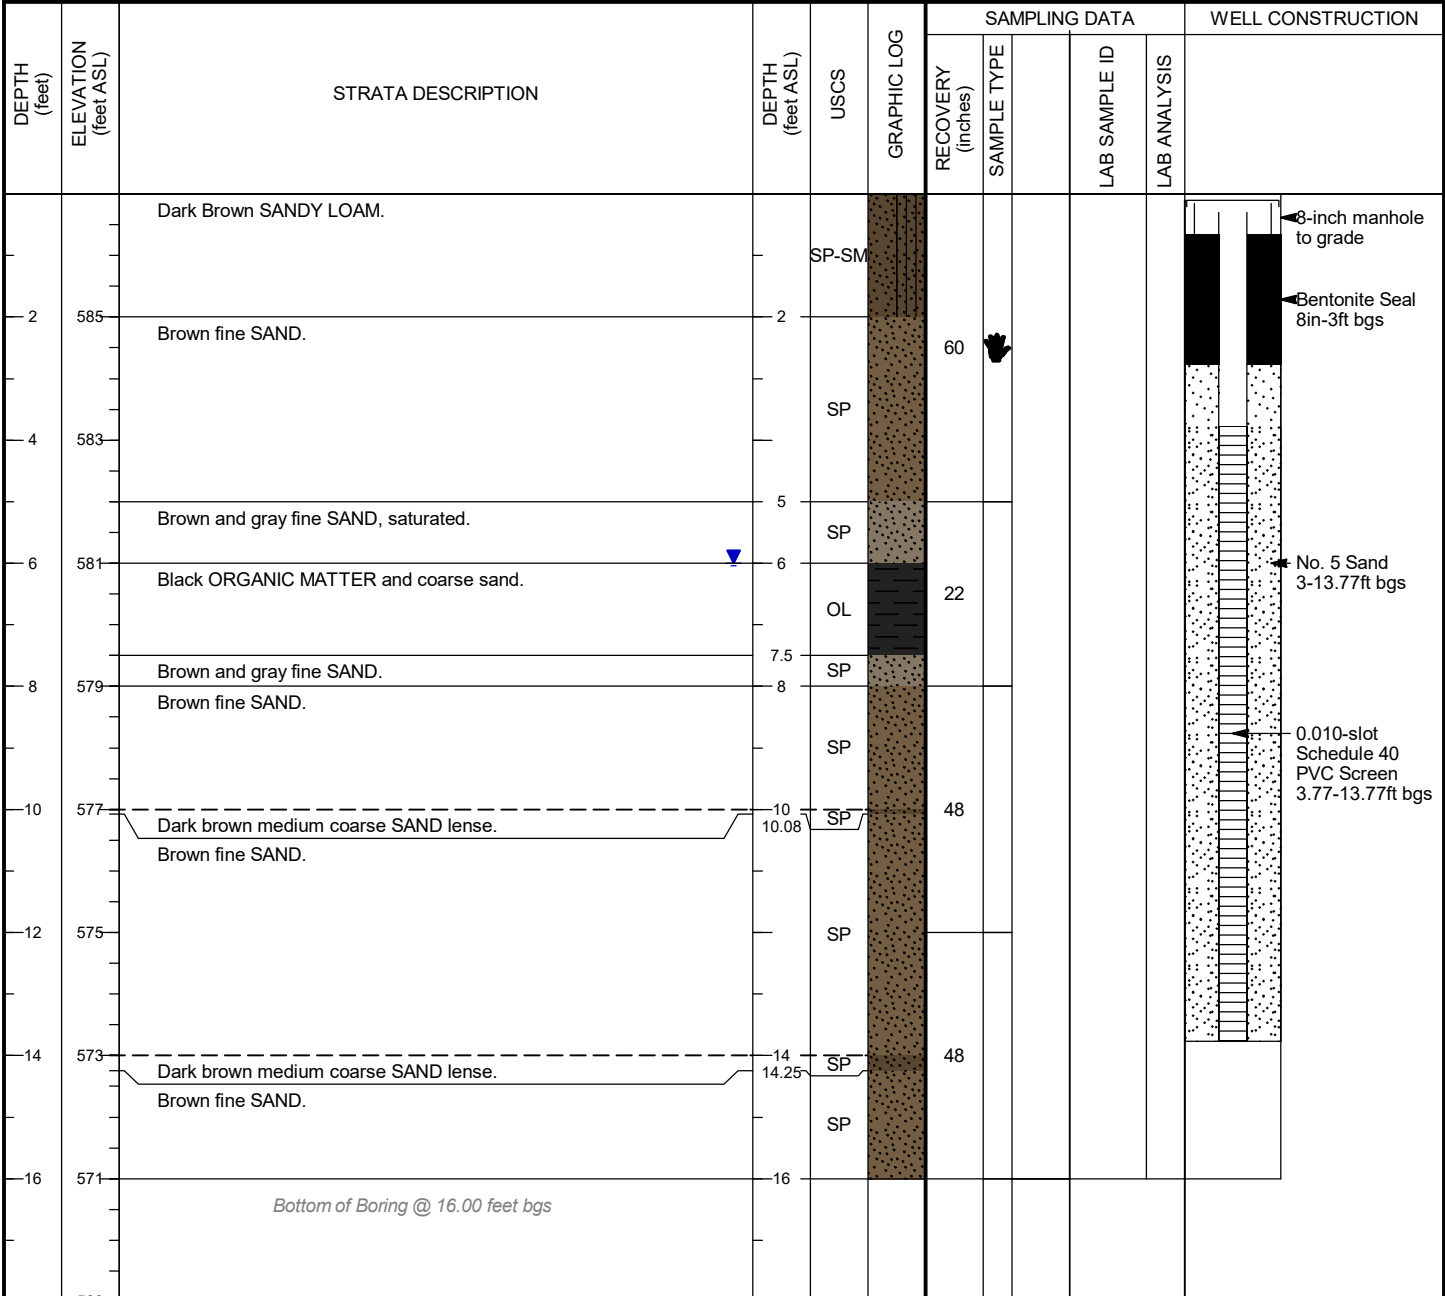 SAMPLING DATA
WELL CONSTRUCTION
DEPTH
(feet)
ELEVATION
(feet ASL)
STRATA DESCRIPTION
DEPTH
(feet ASL)
USCS
GRAPHIC LOG
RECOVERY
(inches)
SAMPLE TYPE
LAB SAMPLE ID
LAB ANALYSIS
Dark Brown SANDY LOAM.
SP-SM
8-inch manhole
to grade
Bentonite Seal
8in-3ft bgs
2
585
2
Brown fine SAND.
60
SP
4
583
5
Brown and gray fine SAND, saturated.
SP
6
581
6
Black ORGANIC MATTER and coarse sand.
OL
22
No. 5 Sand
3-13.77ft bgs
7.5
Brown and gray fine SAND.
SP
8
579
8
Brown fine SAND.
SP
0.010-slot
Schedule 40
PVC Screen
3.77-13.77ft bgs
10
577
10
48
Dark brown medium coarse SAND lense.
10.08
SP
Brown fine SAND.
12
575
SP
14
573
14
48
Dark brown medium coarse SAND lense.
14.25
SP
Brown fine SAND.
SP
16
571
16
Bottom of Boring @ 16.00 feet bgs